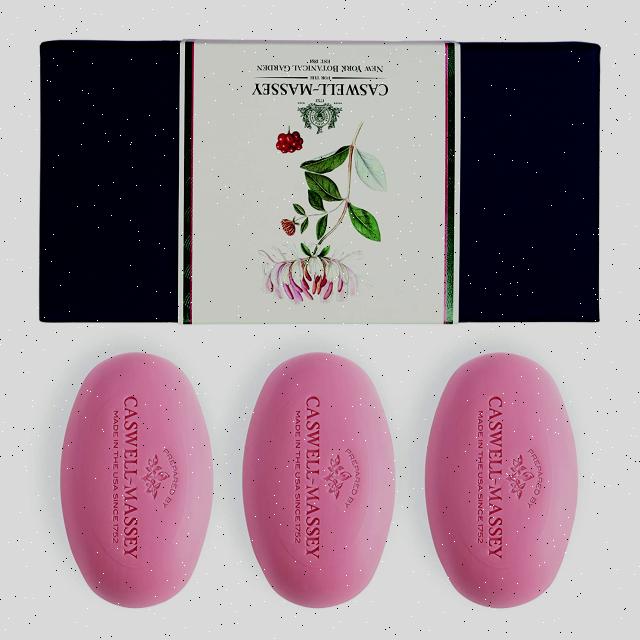 CASWELL-MASSEY
FOR THE
NEW YORK BOTANICAL GARDEN
EST. 1891
PREPARED BY
CASWELL-MASSEY
MADE IN THE USA SINCE 1752
PREPARED BY
CASWELL-MASSEY
MADE IN THE USA SINCE 1752
PREPARED BY
CASWELL-MASSEY
MADE IN THE USA SINCE 1752